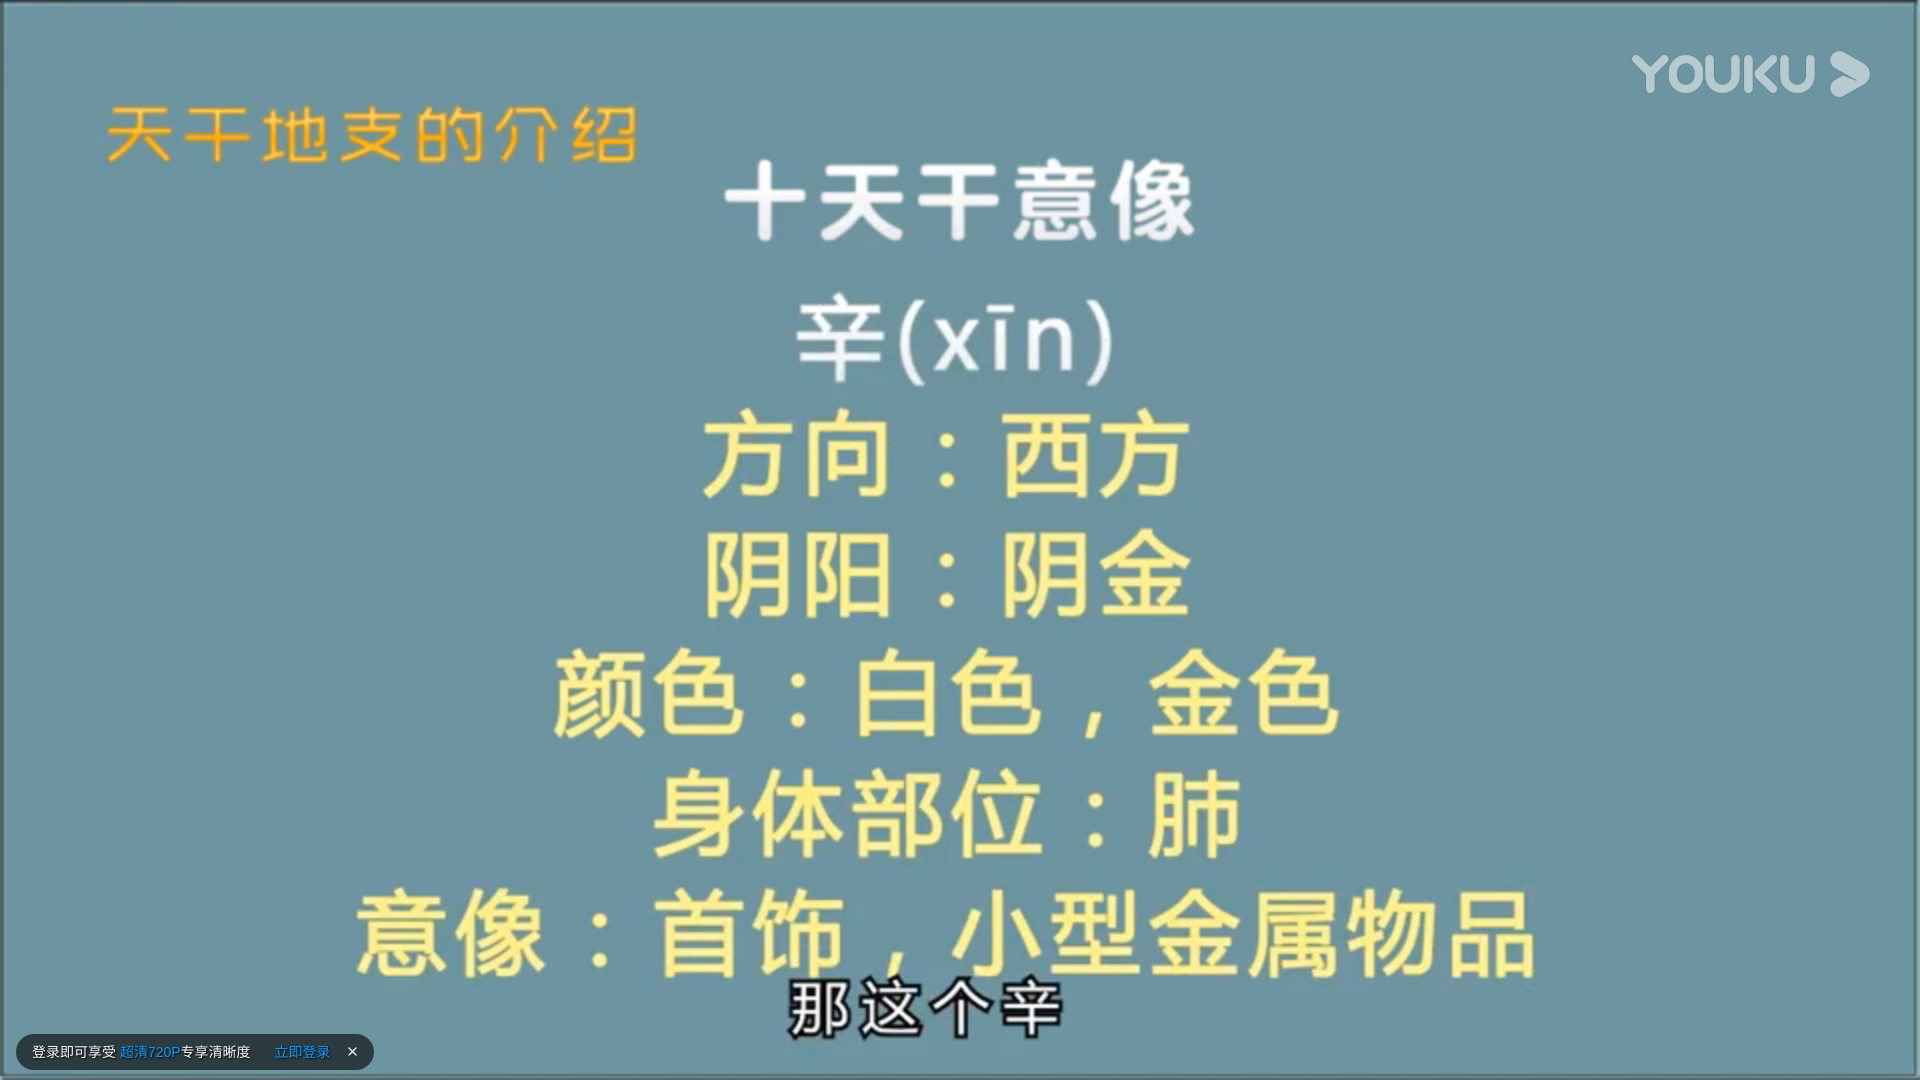 YOUKU
天干地支的介绍
十天干意像
辛(xīn)
方向：西方
阴阳：阴金
颜色：白色，金色
身体部位：肺
意像：首饰，小型金属物品
那这个辛
登录即可享受 超清720P专享清晰度 立即登录 ×